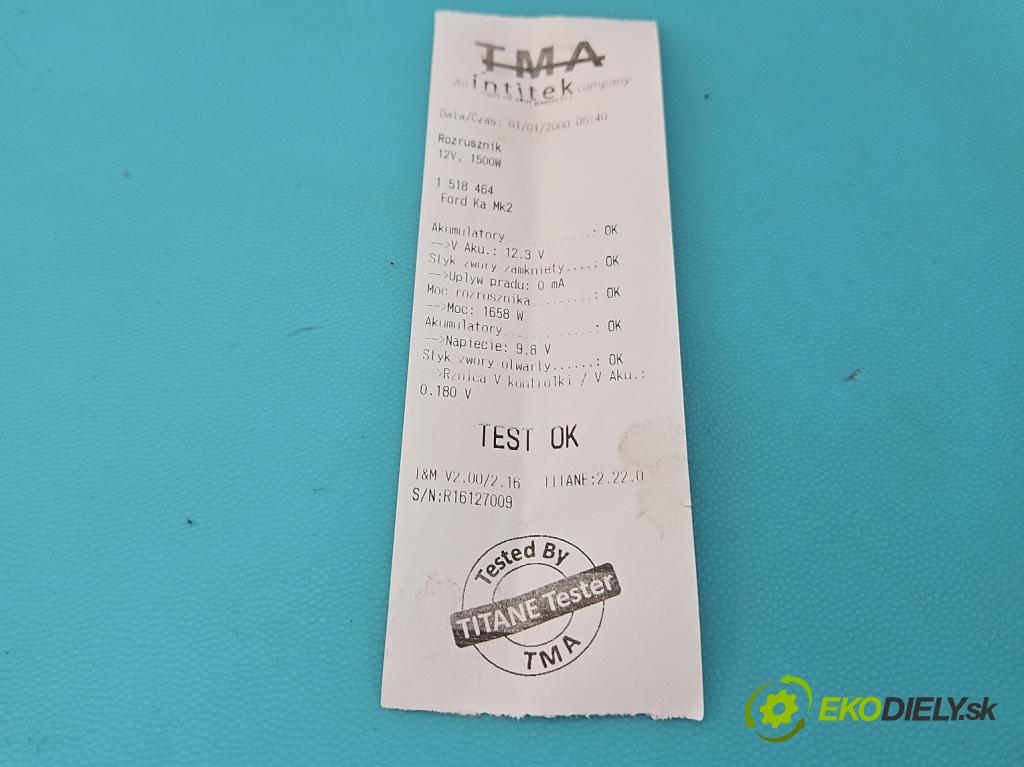 TMA
An intitek company
Data/Czas: 01/01/2000 05:40
Rozrusznik
12V, 1500W
1 518 464
Ford Ka Mk2
Akumulatory............: OK
-->V Aku.: 12.3 V
Styk zwory zamkniety....: OK
-->Uplyw pradu: 0 mA
Moc rozrusznika.........: OK
-->Moc: 1658 W
Akumulatory.............: OK
-->Napiecie: 9.8 V
Styk zwory otwarty......: OK
-->Rznica V kontrolki / V Aku.:
0.180 V
TEST OK
I&M V2.00/2.16 TITANE:2.22.0
S/N:R16127009
Tested By
TITANE Tester
TMA
EKODIELY.sk